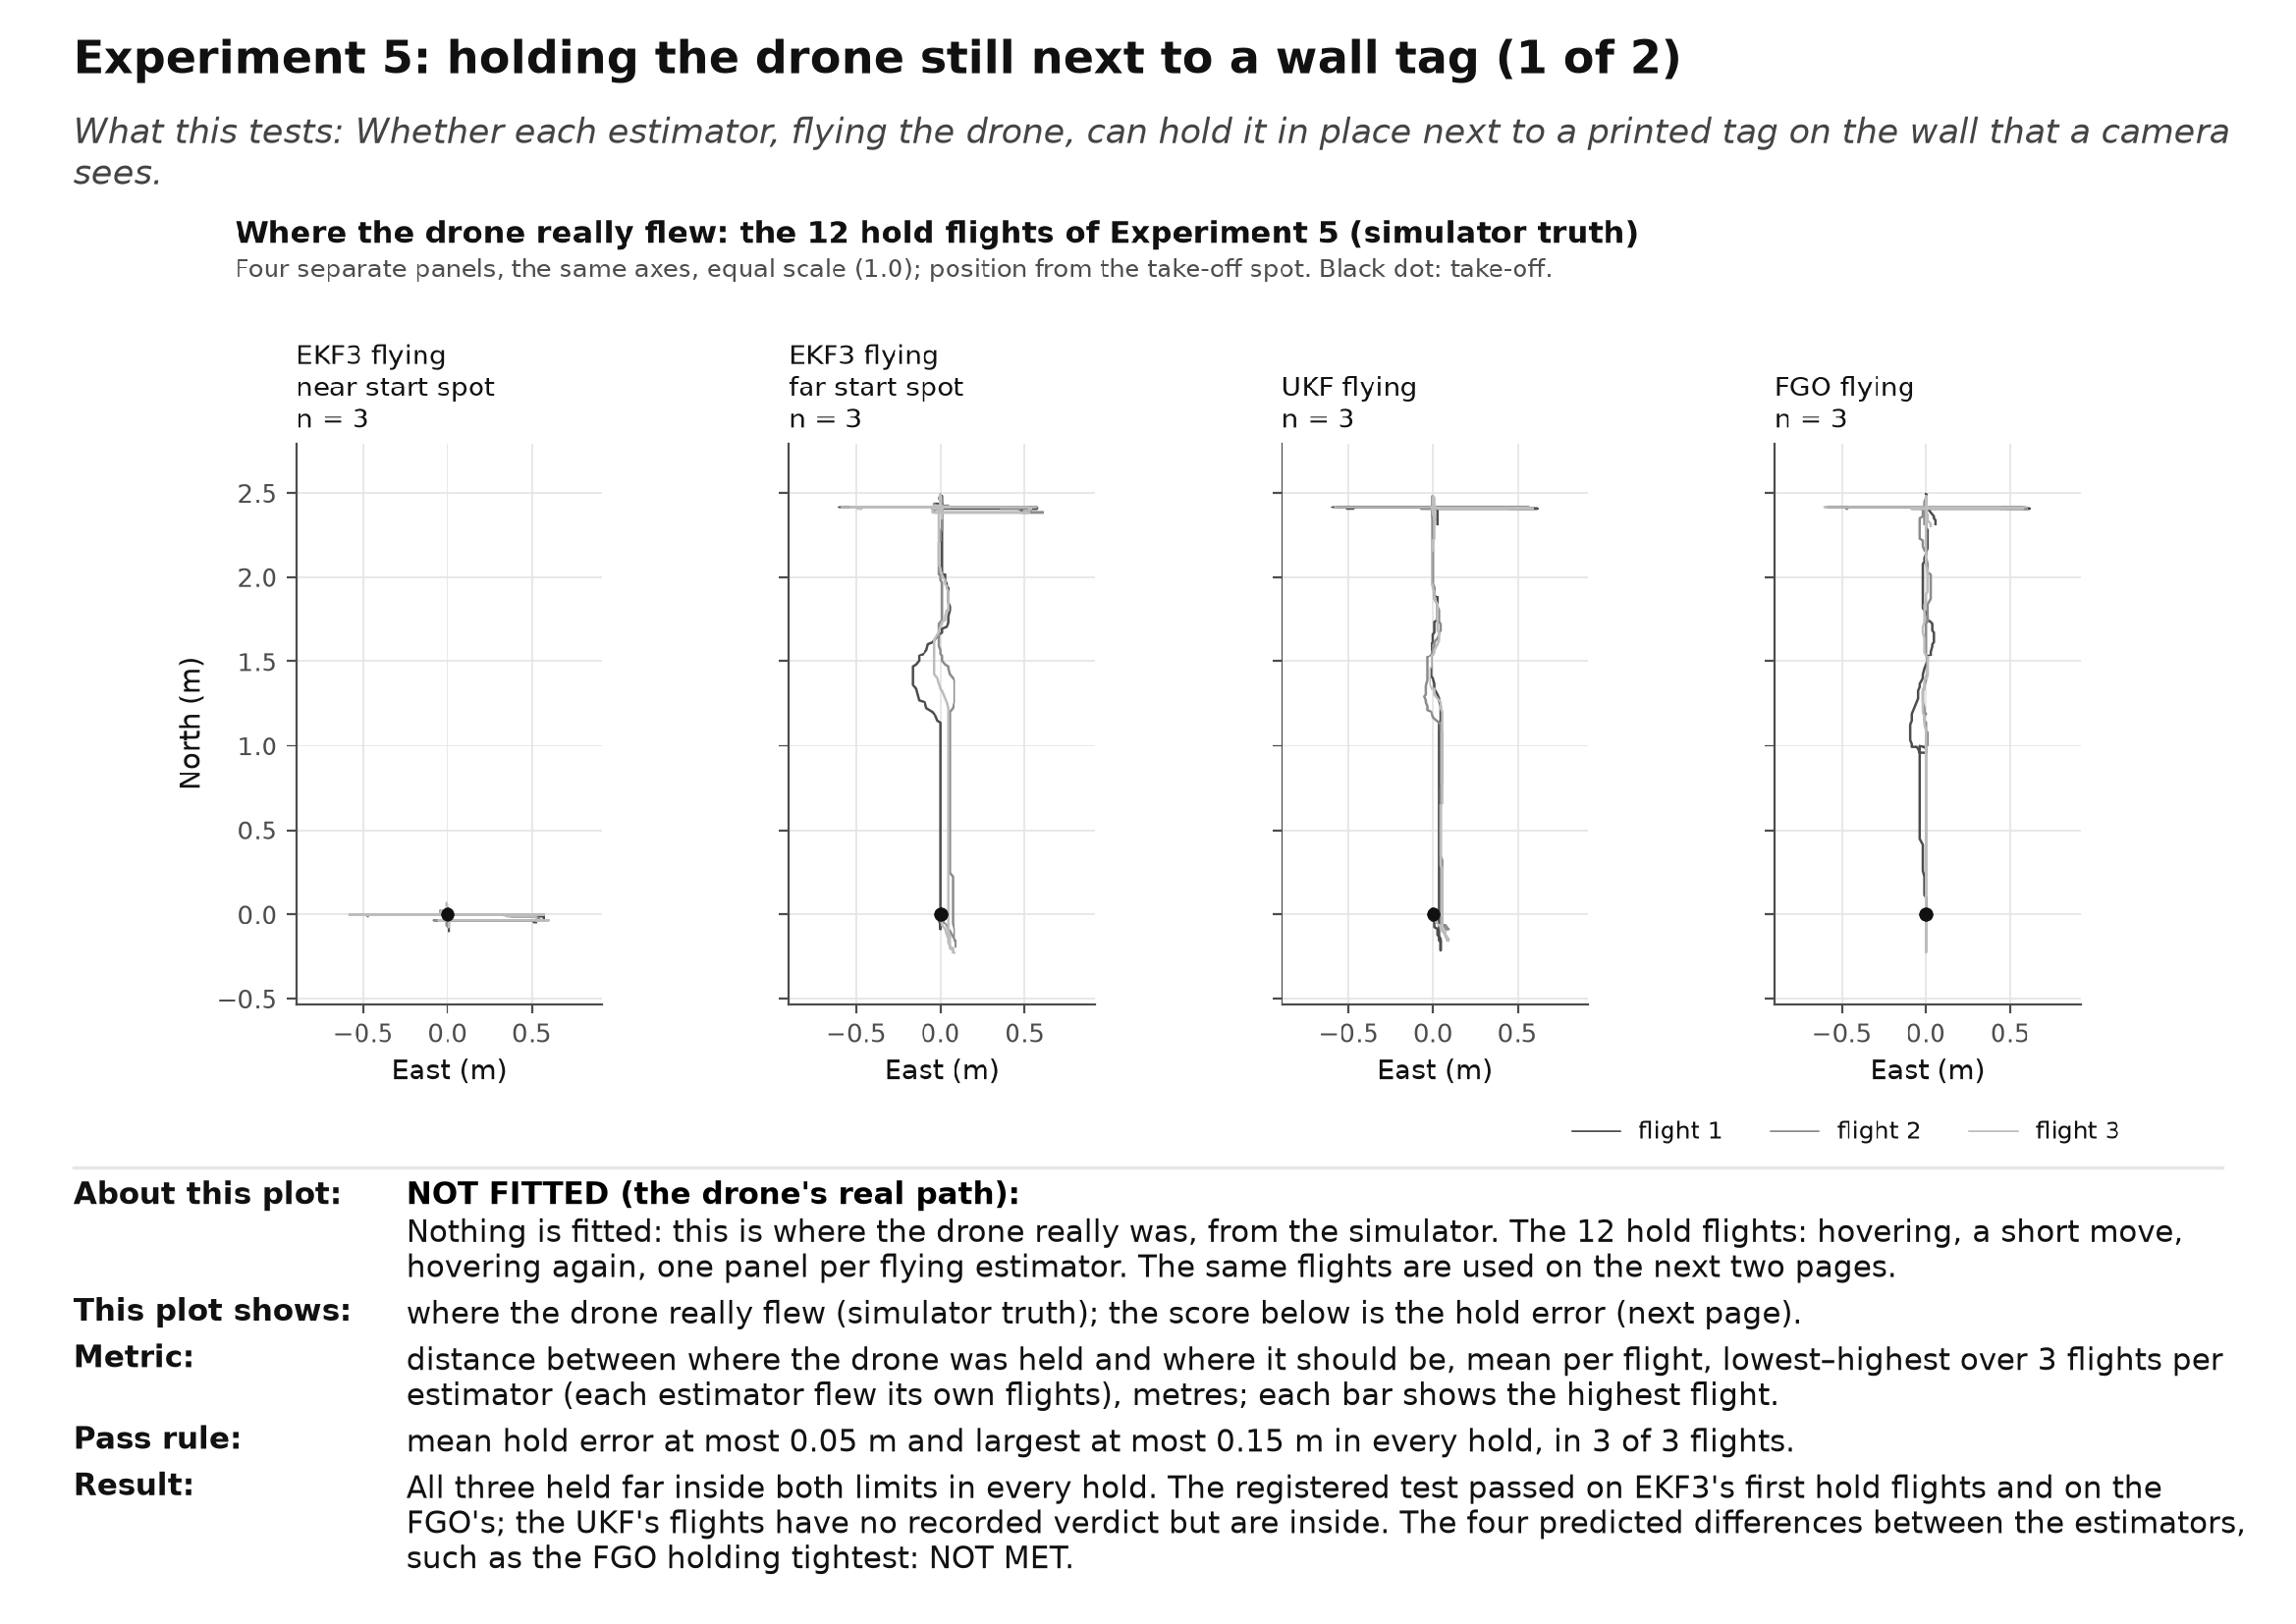 Experiment 5: holding the drone still next to a wall tag (1 of 2)
What this tests: Whether each estimator, flying the drone, can hold it in place next to a printed tag on the wall that a camera
sees.
Where the drone really flew: the 12 hold flights of Experiment 5 (simulator truth)
Four separate panels, the same axes, equal scale (1.0); position from the take-off spot. Black dot: take-off.
EKF3 flying
near start spot
n = 3
EKF3 flying
far start spot
n = 3
UKF flying
n = 3
FGO flying
n = 3
North (m)
2.5
2.0
1.5
1.0
0.5
0.0
−0.5
−0.5 0.0 0.5
East (m)
−0.5 0.0 0.5
East (m)
−0.5 0.0 0.5
East (m)
−0.5 0.0 0.5
East (m)
flight 1 flight 2 flight 3
About this plot: NOT FITTED (the drone's real path):
Nothing is fitted: this is where the drone really was, from the simulator. The 12 hold flights: hovering, a short move,
hovering again, one panel per flying estimator. The same flights are used on the next two pages.
This plot shows: where the drone really flew (simulator truth); the score below is the hold error (next page).
Metric: distance between where the drone was held and where it should be, mean per flight, lowest–highest over 3 flights per
estimator (each estimator flew its own flights), metres; each bar shows the highest flight.
Pass rule: mean hold error at most 0.05 m and largest at most 0.15 m in every hold, in 3 of 3 flights.
Result: All three held far inside both limits in every hold. The registered test passed on EKF3's first hold flights and on the
FGO's; the UKF's flights have no recorded verdict but are inside. The four predicted differences between the estimators,
such as the FGO holding tightest: NOT MET.